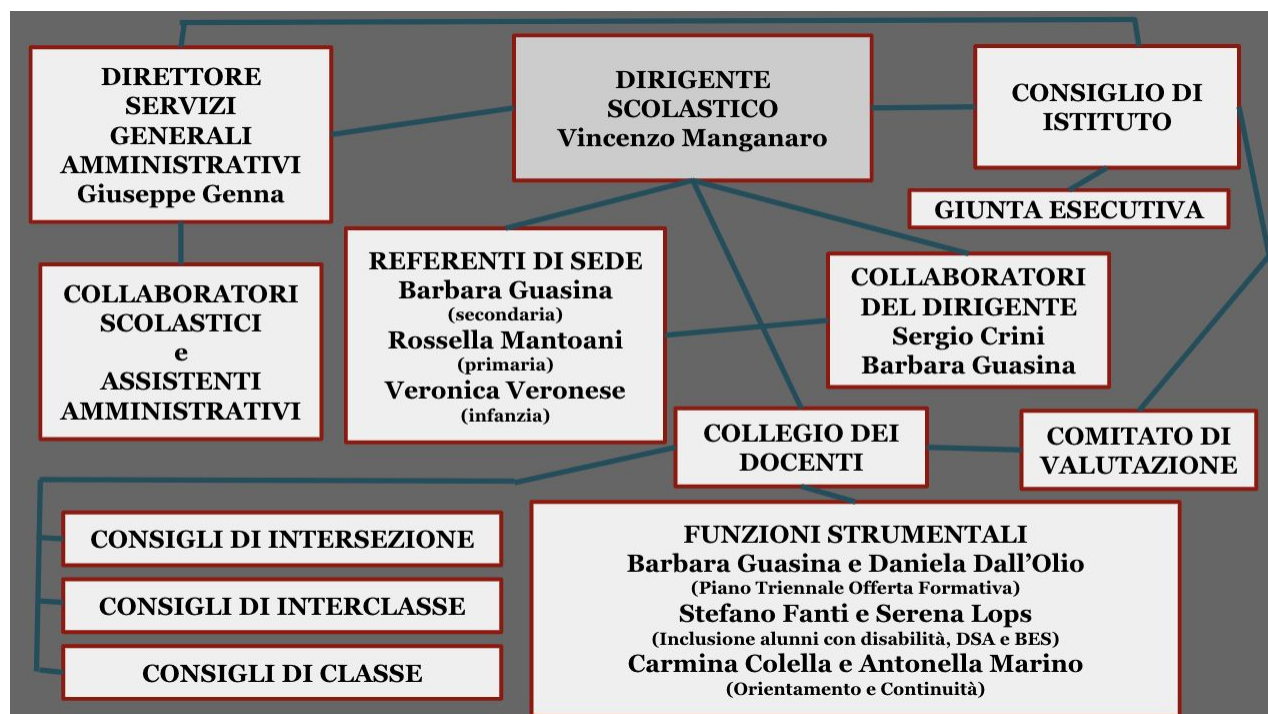 DIRETTORE
SERVIZI
GENERALI
AMMINISTRATIVI
Giuseppe Genna
DIRIGENTE
SCOLASTICO
Vincenzo Manganaro
CONSIGLIO DI
ISTITUTO
GIUNTA ESECUTIVA
COLLABORATORI
SCOLASTICI
e
ASSISTENTI
AMMINISTRATIVI
REFERENTI DI SEDE
Barbara Guasina
(secondaria)
Rossella Mantoani
(primaria)
Veronica Veronese
(infanzia)
COLLABORATORI
DEL DIRIGENTE
Sergio Crini
Barbara Guasina
COLLEGIO DEI
DOCENTI
COMITATO DI
VALUTAZIONE
CONSIGLI DI INTERSEZIONE
CONSIGLI DI INTERCLASSE
CONSIGLI DI CLASSE
FUNZIONI STRUMENTALI
Barbara Guasina e Daniela Dall'Olio
(Piano Triennale Offerta Formativa)
Stefano Fanti e Serena Lops
(Inclusione alunni con disabilità, DSA e BES)
Carmina Colella e Antonella Marino
(Orientamento e Continuità)